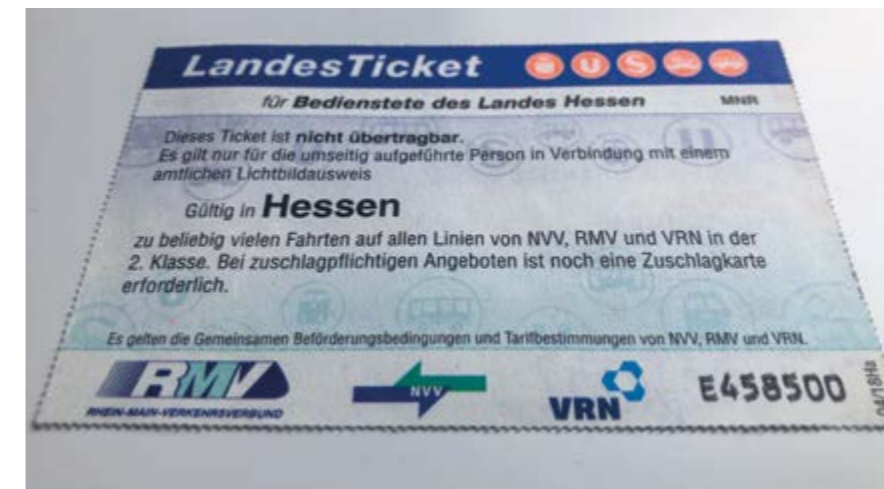 LandesTicket
für Bedienstete des Landes Hessen MNR
Dieses Ticket ist nicht übertragbar.
Es gilt nur für die umseitig aufgeführte Person in Verbindung mit einem
amtlichen Lichtbildausweis
Gültig in Hessen
zu beliebig vielen Fahrten auf allen Linien von NVV, RMV und VRN in der
2. Klasse. Bei zuschlagpflichtigen Angeboten ist noch eine Zuschlagkarte
erforderlich.
Es gelten die Gemeinsamen Beförderungsbedingungen und Tarifbestimmungen von NVV, RMV und VRN.
RMV
RHEIN-MAIN-VERKEHRSVERBUND
NVV
VRN
E458500
04/18Ha